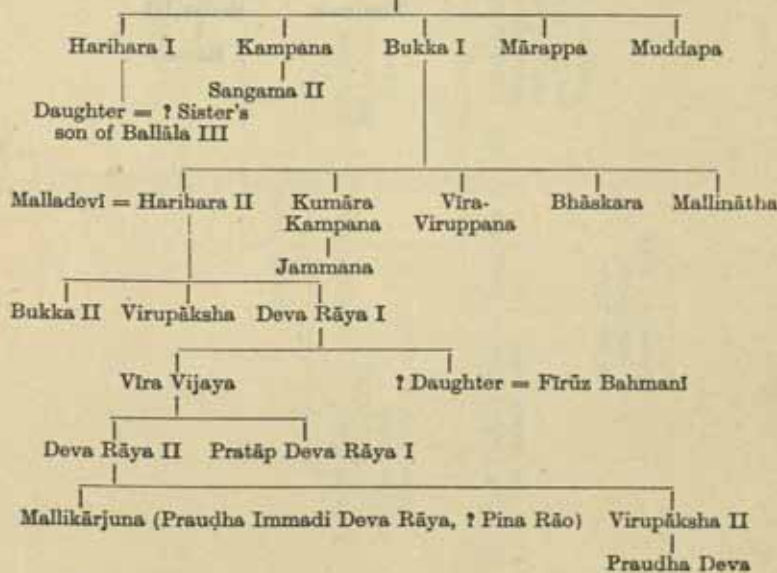 Harihara I Kampana Bukka I Mārappa Muddapa
Sangama II
Daughter = ? Sister's
son of Ballāla III
Malladevī = Harihara II Kumāra Vīra- Bhāskara Mallinātha
Kampana Viruppana
Jammana
Bukka II Virupāksha Deva Rāya I
Vīra Vijaya ? Daughter = Fīrūz Bahmanī
Deva Rāya II Pratāp Deva Rāya I
Mallikārjuna (Praudha Immadi Deva Rāya, ? Pina Rāo) Virupāksha II
Praudha Deva